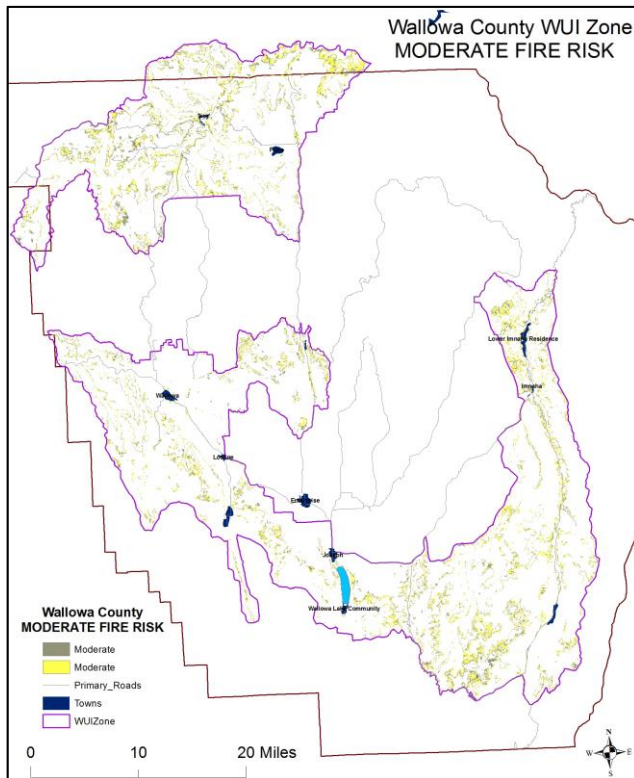 Wallowa County WUI Zone
MODERATE FIRE RISK
Lower Imnaha Residence
Imnaha
Wallowa
Lostine
Enterprise
Joseph
Wallowa Lake Community
Wallowa County
MODERATE FIRE RISK
Moderate
Moderate
Primary_Roads
Towns
WUIZone
0 10 20 Miles
N
W E
S